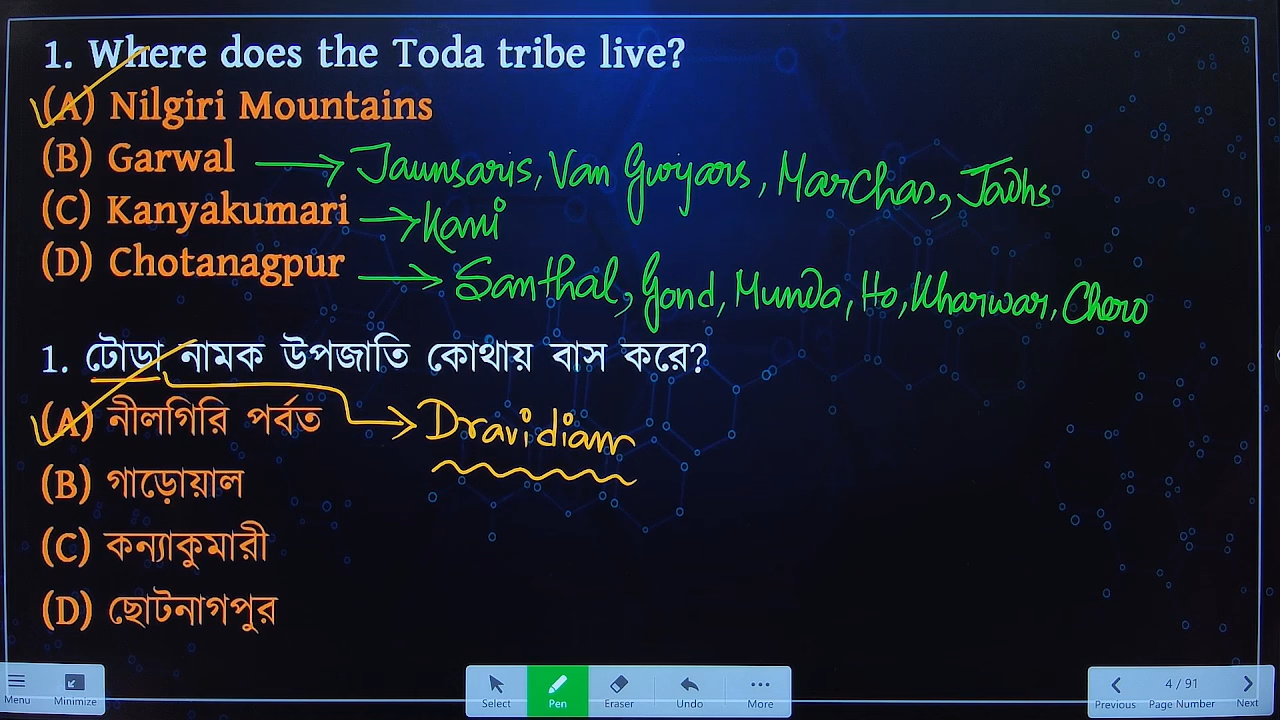 1. Where does the Toda tribe live?
(A) Nilgiri Mountains
(B) Garwal → Jaunsaris, Van Gwijars, Marchas, Jadhs
(C) Kanyakumari → Kani
(D) Chotanagpur → Santhal, Gond, Munda, Ho, Kharwar, Chero
1. টোডা নামক উপজাতি কোথায় বাস করে?
(A) নীলগিরি পর্বত → Dravidian
(B) গাড়োয়াল
(C) কন্যাকুমারী
(D) ছোটনাগপুর
Menu Minimize Select Pen Eraser Undo More Previous 4 / 91 Page Number Next